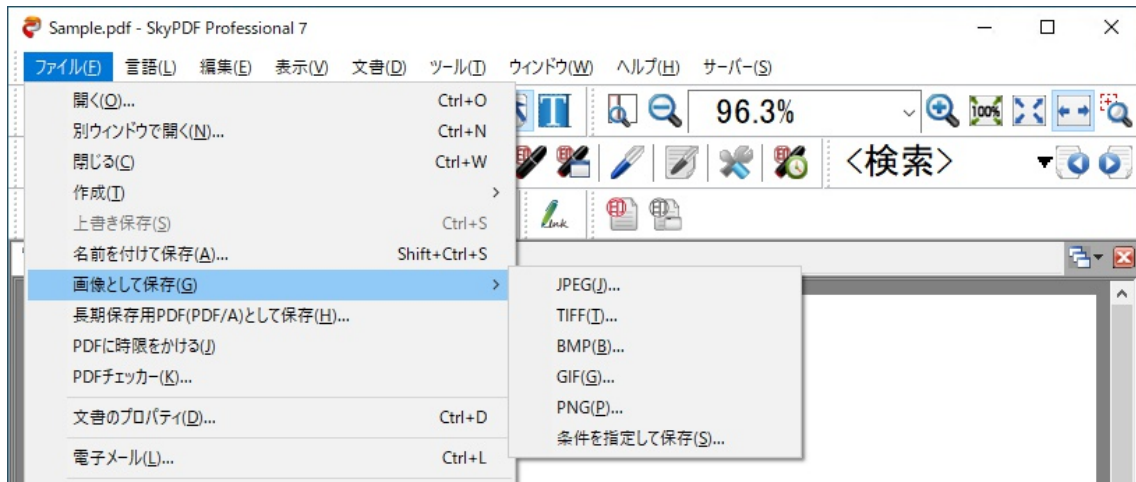 Sample.pdf - SkyPDF Professional 7
ファイル(F) 言語(L) 編集(E) 表示(V) 文書(D) ツール(T) ウィンドウ(W) ヘルプ(H) サーバー(S)
開く(O)... Ctrl+O
96.3%
100%
別ウィンドウで開く(N)... Ctrl+N
閉じる(C) Ctrl+W
<検索>
作成(T)
上書き保存(S) Ctrl+S
Ink
名前を付けて保存(A)... Shift+Ctrl+S
画像として保存(G)
JPEG(J)...
長期保存用PDF(PDF/A)として保存(H)...
TIFF(T)...
PDFに時限をかける(J)
BMP(B)...
PDFチェッカー(K)...
GIF(G)...
PNG(P)...
文書のプロパティ(D)... Ctrl+D
条件を指定して保存(S)...
電子メール(L)... Ctrl+L